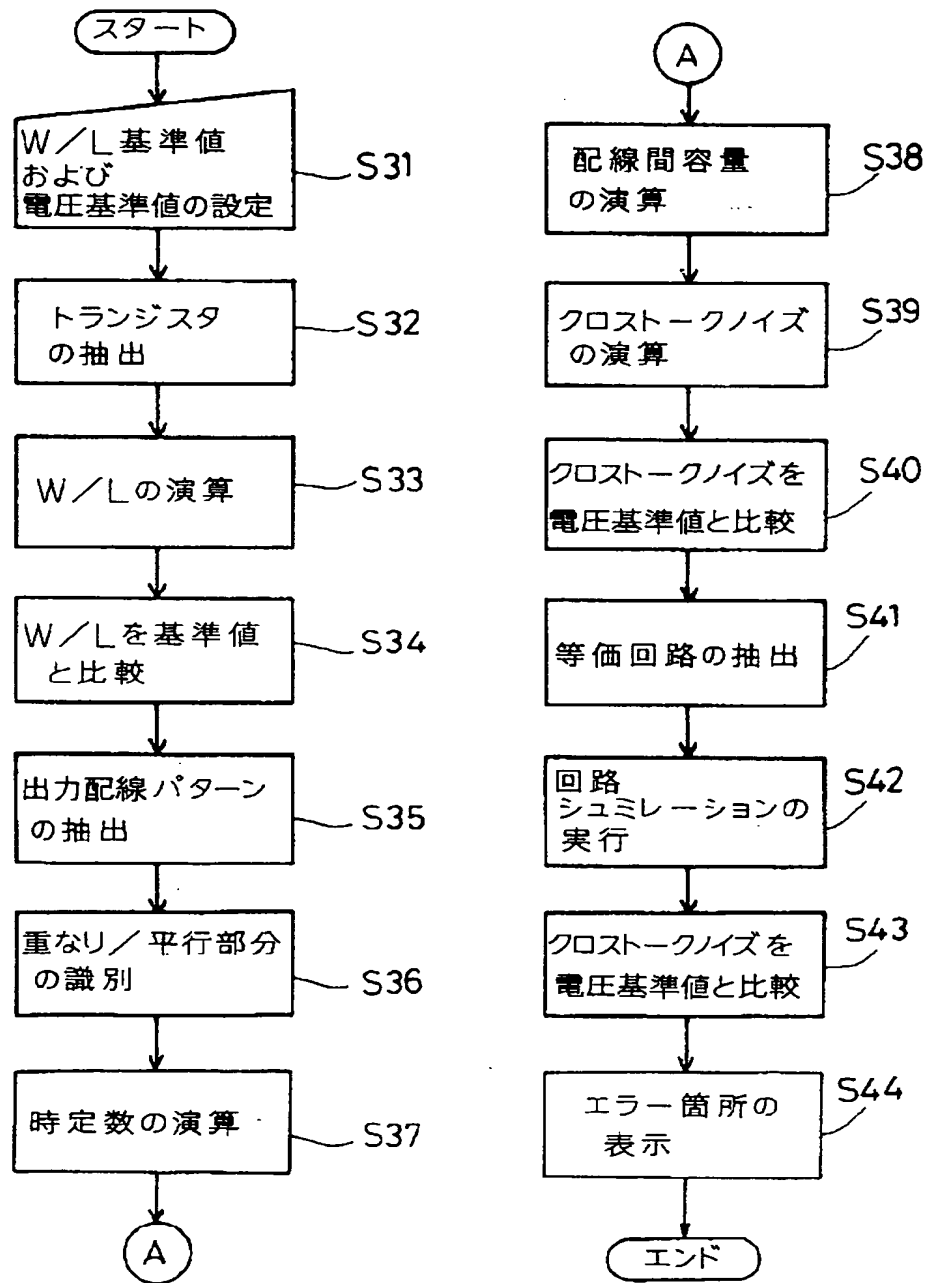 スタート
W/L基準値
および
電圧基準値の設定
S31
トランジスタ
の抽出
S32
W/Lの演算
S33
W/Lを基準値
と比較
S34
出力配線パターン
の抽出
S35
重なり/平行部分
の識別
S36
時定数の演算
S37
A
A
配線間容量
の演算
S38
クロストークノイズ
の演算
S39
クロストークノイズを
電圧基準値と比較
S40
等価回路の抽出
S41
回路
シュミレーションの
実行
S42
クロストークノイズを
電圧基準値と比較
S43
エラー箇所の
表示
S44
エンド